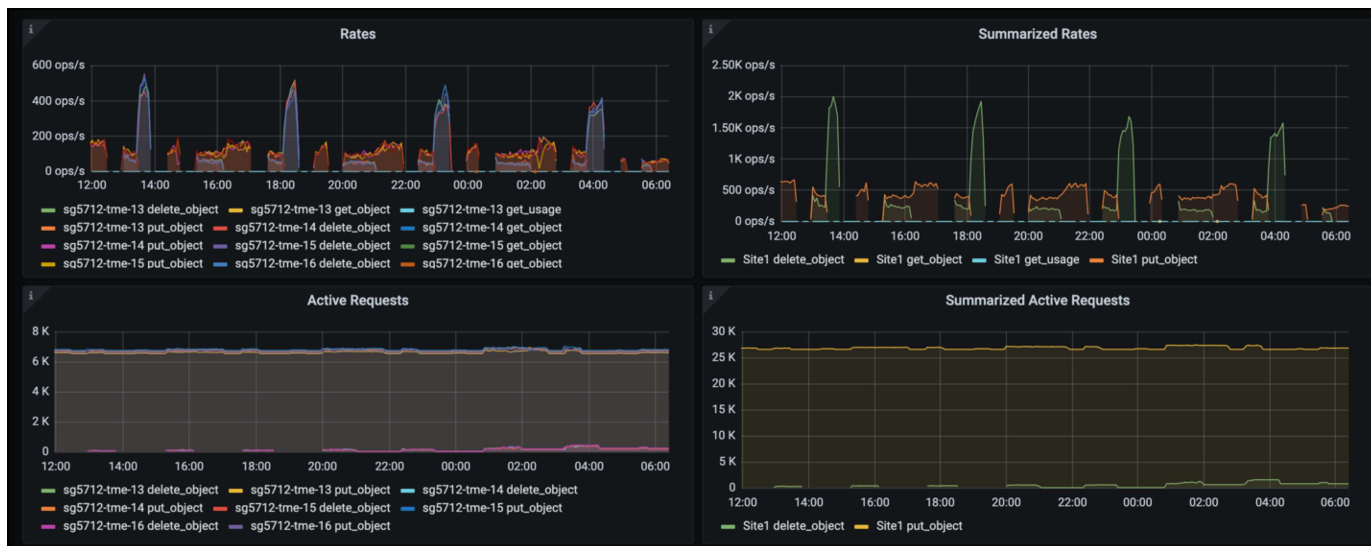 Rates
600 ops/s
400 ops/s
200 ops/s
0 ops/s
12:00 14:00 16:00 18:00 20:00 22:00 00:00 02:00 04:00 06:00
sg5712-tme-13 delete_object sg5712-tme-13 get_object sg5712-tme-13 get_usage
sg5712-tme-13 put_object sg5712-tme-14 delete_object sg5712-tme-14 get_object
sg5712-tme-14 put_object sg5712-tme-15 delete_object sg5712-tme-15 get_object
sg5712-tme-15 put_object sg5712-tme-16 delete_object sg5712-tme-16 get_object
Summarized Rates
2.50K ops/s
2K ops/s
1.50K ops/s
1K ops/s
500 ops/s
0 ops/s
12:00 14:00 16:00 18:00 20:00 22:00 00:00 02:00 04:00 06:00
Site1 delete_object Site1 get_object Site1 get_usage Site1 put_object
Active Requests
8 K
6 K
4 K
2 K
0
12:00 14:00 16:00 18:00 20:00 22:00 00:00 02:00 04:00 06:00
sg5712-tme-13 delete_object sg5712-tme-13 put_object sg5712-tme-14 delete_object
sg5712-tme-14 put_object sg5712-tme-15 delete_object sg5712-tme-15 put_object
sg5712-tme-16 delete_object sg5712-tme-16 put_object
Summarized Active Requests
30 K
25 K
20 K
15 K
10 K
5 K
0
12:00 14:00 16:00 18:00 20:00 22:00 00:00 02:00 04:00 06:00
Site1 delete_object Site1 put_object